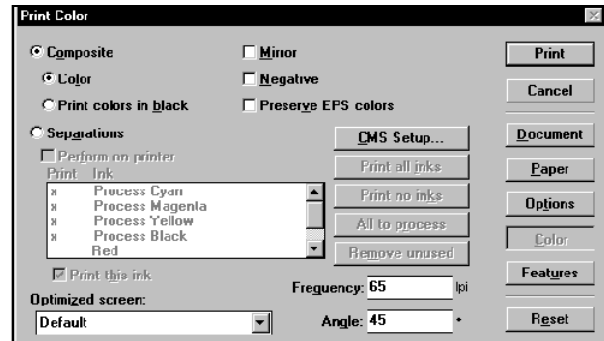 Print Color
Composite
Mirror
Print
Color
Negative
Cancel
Print colors in black
Preserve EPS colors
Separations
CMS Setup...
Document
Perform on printer
Print Ink
Print all inks
Paper
x Process Cyan
x Process Magenta
Print no inks
x Process Yellow
Options
x Process Black
All to process
Red
Color
Remove unused
Print this ink
Features
Frequency: 65 lpi
Optimized screen:
Default
Angle: 45 °
Reset